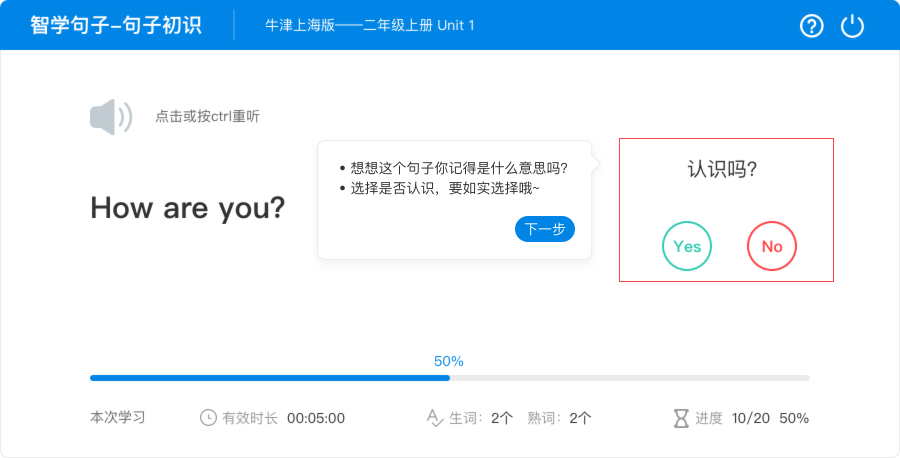 智学句子-句子初识
牛津上海版——二年级上册 Unit 1
点击或按ctrl重听
How are you?
• 想想这个句子你记得是什么意思吗?
• 选择是否认识，要如实选择哦~
下一步
认识吗?
Yes
No
50%
本次学习 有效时长 00:05:00 生词: 2个 熟词: 2个 进度 10/20 50%